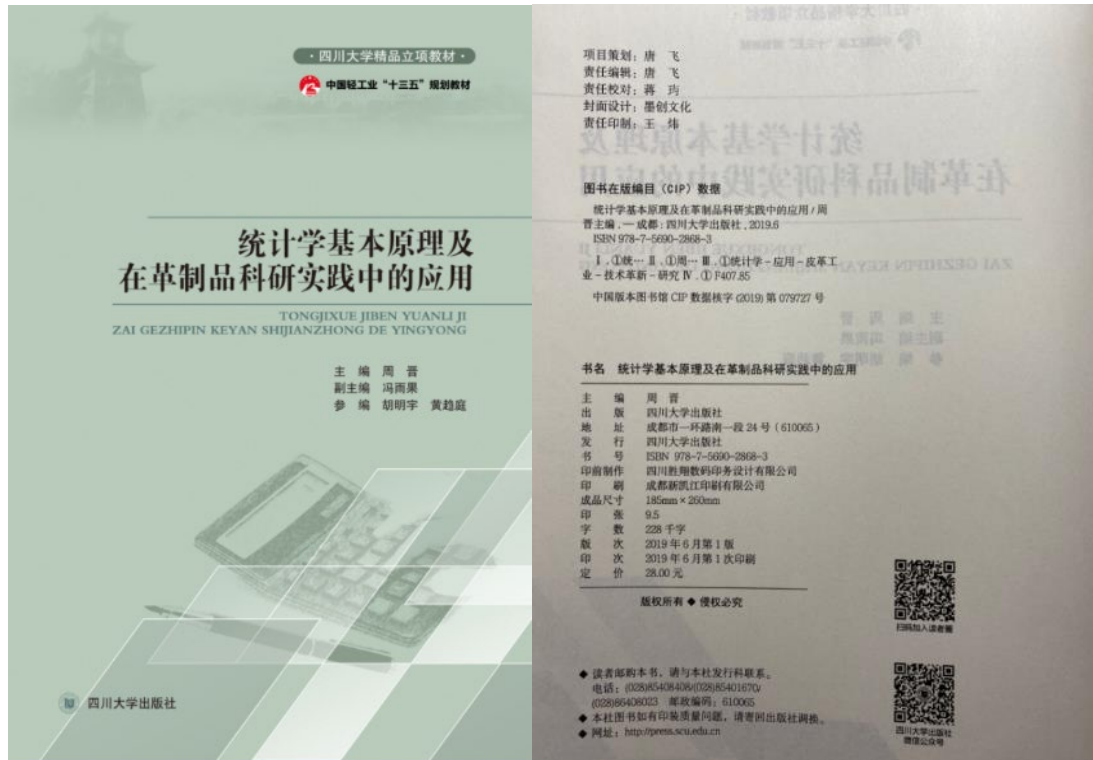 ·四川大学精品立项教材·
中国轻工业“十三五”规划教材
统计学基本原理及
在革制品科研实践中的应用
TONGJIXUE JIBEN YUANLI JI
ZAI GEZHIPIN KEYAN SHIJIANZHONG DE YINGYONG
主 编 周 晋
副主编 冯雨果
参 编 胡明宇 黄趋庭
四川大学出版社
项目策划：唐 飞
责任编辑：唐 飞
责任校对：蒋 玙
封面设计：墨创文化
责任印制：王 炜
图书在版编目（CIP）数据
统计学基本原理及在革制品科研实践中的应用 / 周
晋主编. — 成都：四川大学出版社，2019.6
ISBN 978-7-5690-2868-3
Ⅰ. ①统… Ⅱ. ①周… Ⅲ. ①统计学－应用－皮革工
业－技术革新－研究 Ⅳ. ① F407.85
中国版本图书馆 CIP 数据核字 (2019) 第 079727 号
书名 统计学基本原理及在革制品科研实践中的应用
主 编 周 晋
出 版 四川大学出版社
地 址 成都市一环路南一段 24 号（610065）
发 行 四川大学出版社
书 号 ISBN 978-7-5690-2868-3
印前制作 四川胜翔数码印务设计有限公司
印 刷 成都新凯江印刷有限公司
成品尺寸 185mm×260mm
印 张 9.5
字 数 228 千字
版 次 2019 年 6 月第 1 版
印 次 2019 年 6 月第 1 次印刷
定 价 28.00 元
版权所有 ◆ 侵权必究
扫码加入读者圈
◆ 读者邮购本书，请与本社发行科联系。
电话：(028)85408408/(028)85401670/
(028)86408023 邮政编码：610065
◆ 本社图书如有印装质量问题，请寄回出版社调换。
◆ 网址：http://press.scu.edu.cn
四川大学出版社
微信公众号